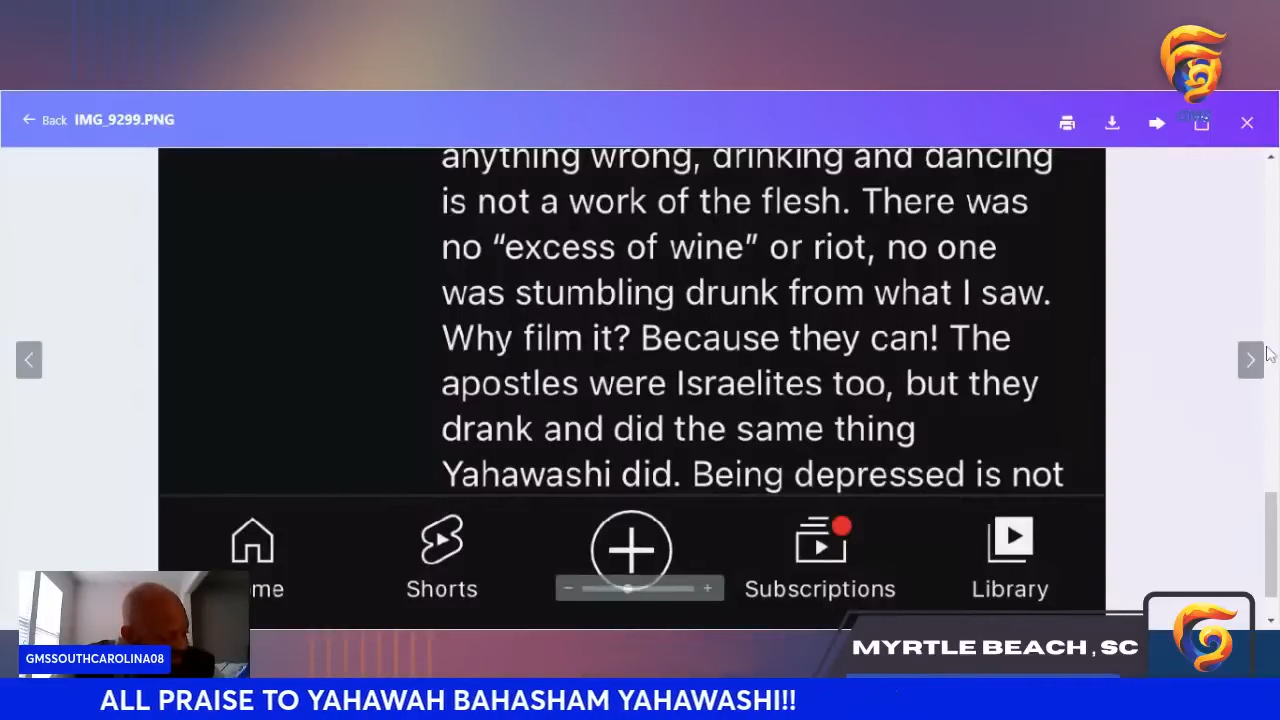 Back IMG_9299.PNG
anything wrong, drinking and dancing
is not a work of the flesh. There was
no “excess of wine” or riot, no one
was stumbling drunk from what I saw.
Why film it? Because they can! The
apostles were Israelites too, but they
drank and did the same thing
Yahawashi did. Being depressed is not
me
Shorts
Subscriptions
Library
GMSSOUTHCAROLINA08
MYRTLE BEACH, SC
ALL PRAISE TO YAHAWAH BAHASHAM YAHAWASHI!!